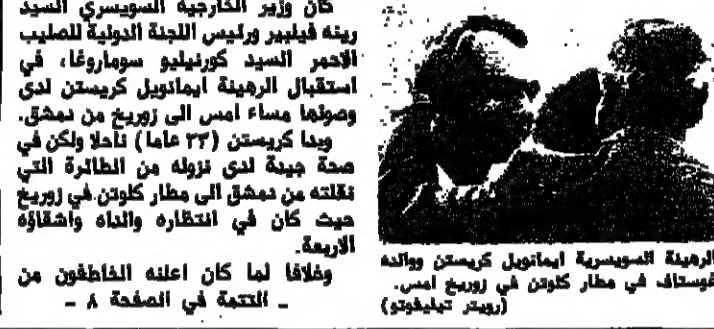 كان وزير الخارجية السويسري السيد
رينه فيليبر ورئيس اللجنة الدولية للصليب
الاحمر السيد كورنيليو سوماروغا، في
استقبال الرهينة ايمانويل كريستن لدى
وصولها مساء امس الى زوريخ من دمشق.
وبدا كريستن (٣٣ عاما) ناحلا ولكن في
صحة جيدة لدى نزوله من الطائرة التي
نقلته من دمشق الى مطار كلوتن في زوريخ
حيث كان في انتظاره والداه واشقاؤه
الاربعة.
وخلافا لما كان اعلنه الخاطفون من
ـ التتمة في الصفحة ٨ ـ
الرهينة السويسرية ايمانويل كريستن ووالده
غوستاف في مطار كلوتن في زوريخ امس.
(رويتر تيليفوتو)